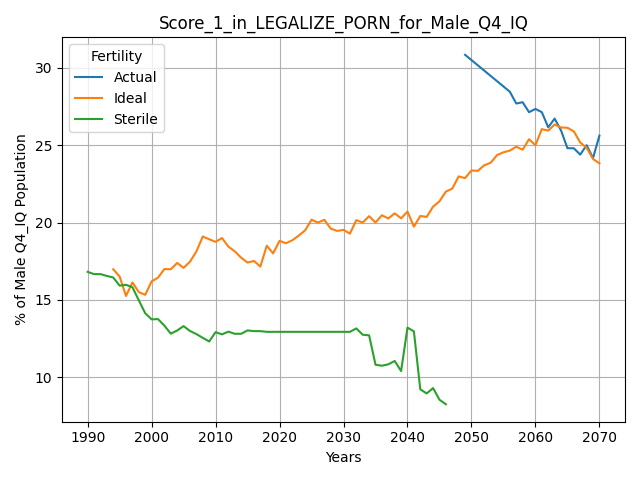 Score_1_in_LEGALIZE_PORN_for_Male_Q4_IQ
Fertility
Actual
Ideal
Sterile
% of Male Q4_IQ Population
30
25
20
15
10
1990 2000 2010 2020 2030 2040 2050 2060 2070
Years